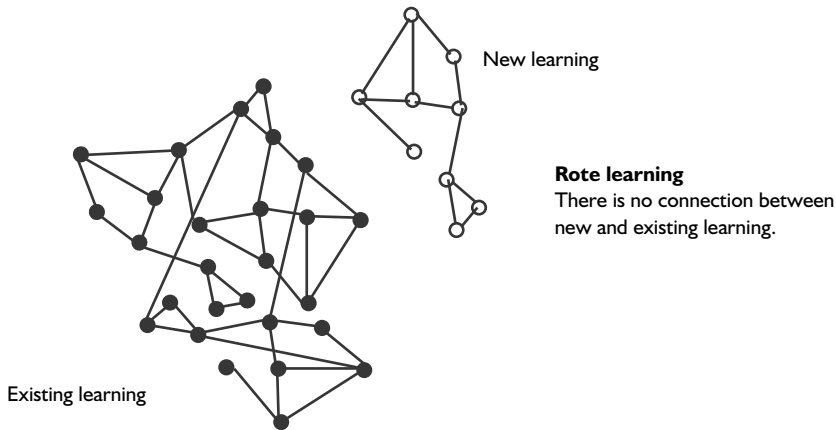 New learning
Rote learning
There is no connection between
new and existing learning.
Existing learning